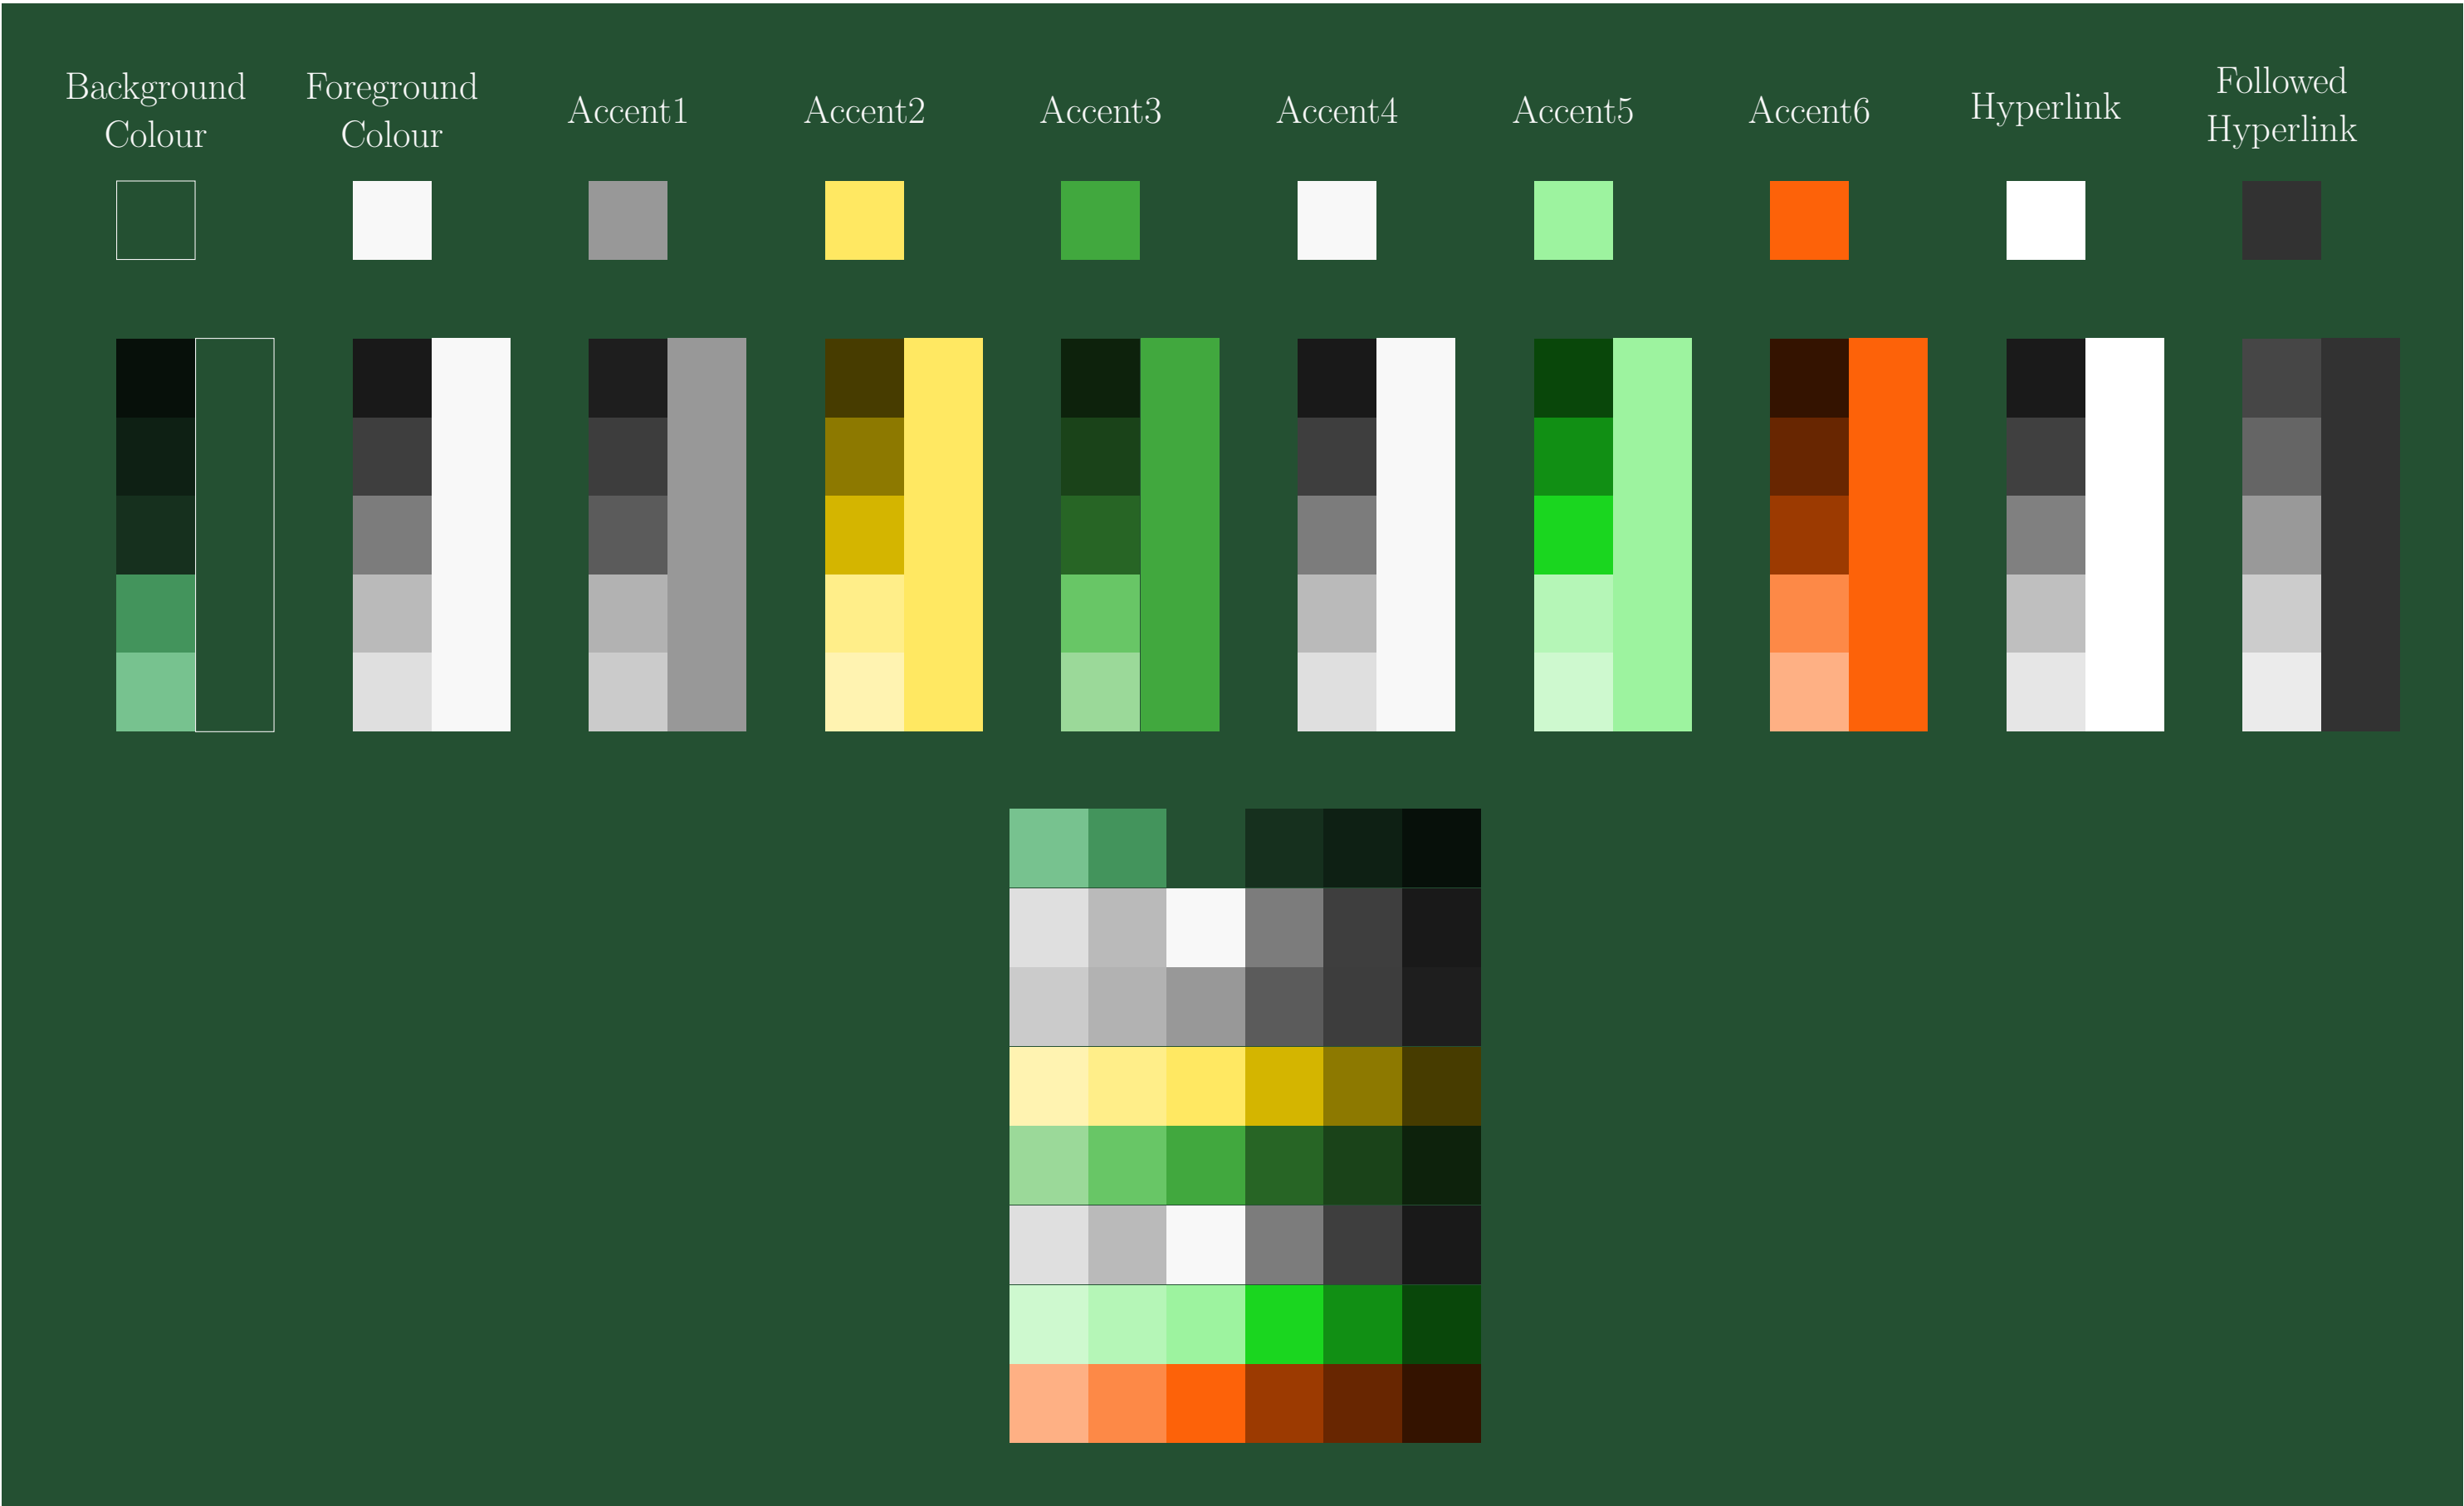 Background
Colour
Foreground
Colour
Accent1
Accent2
Accent3
Accent4
Accent5
Accent6
Hyperlink
Followed
Hyperlink